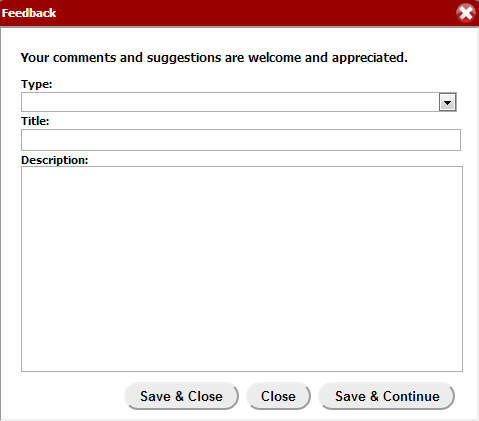 Feedback
Your comments and suggestions are welcome and appreciated.
Type:
Title:
Description:
Save & Close
Close
Save & Continue